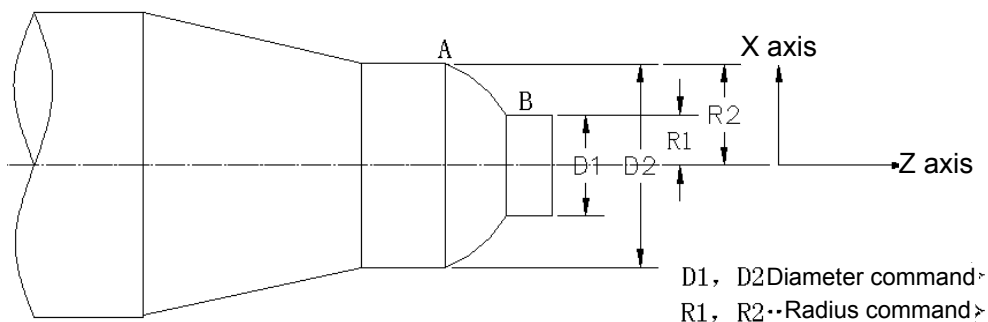 X axis
A
B
R2
R1
D1
D2
Z axis
D1, D2Diameter command
R1, R2··Radius command